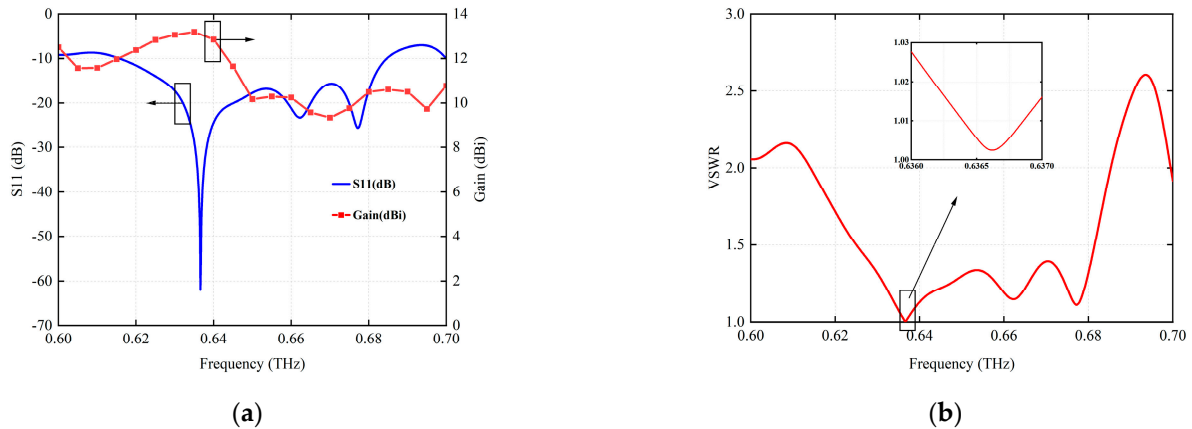 0
-10
-20
-30
-40
-50
-60
-70
S11 (dB)
14
12
10
8
6
4
2
0
Gain (dBi)
S11(dB)
Gain(dBi)
0.60 0.62 0.64 0.66 0.68 0.70
Frequency (THz)
(a)
3.0
2.5
2.0
1.5
1.0
VSWR
1.03
1.02
1.01
1.00
0.6360 0.6365 0.6370
0.60 0.62 0.64 0.66 0.68 0.70
Frequency (THz)
(b)